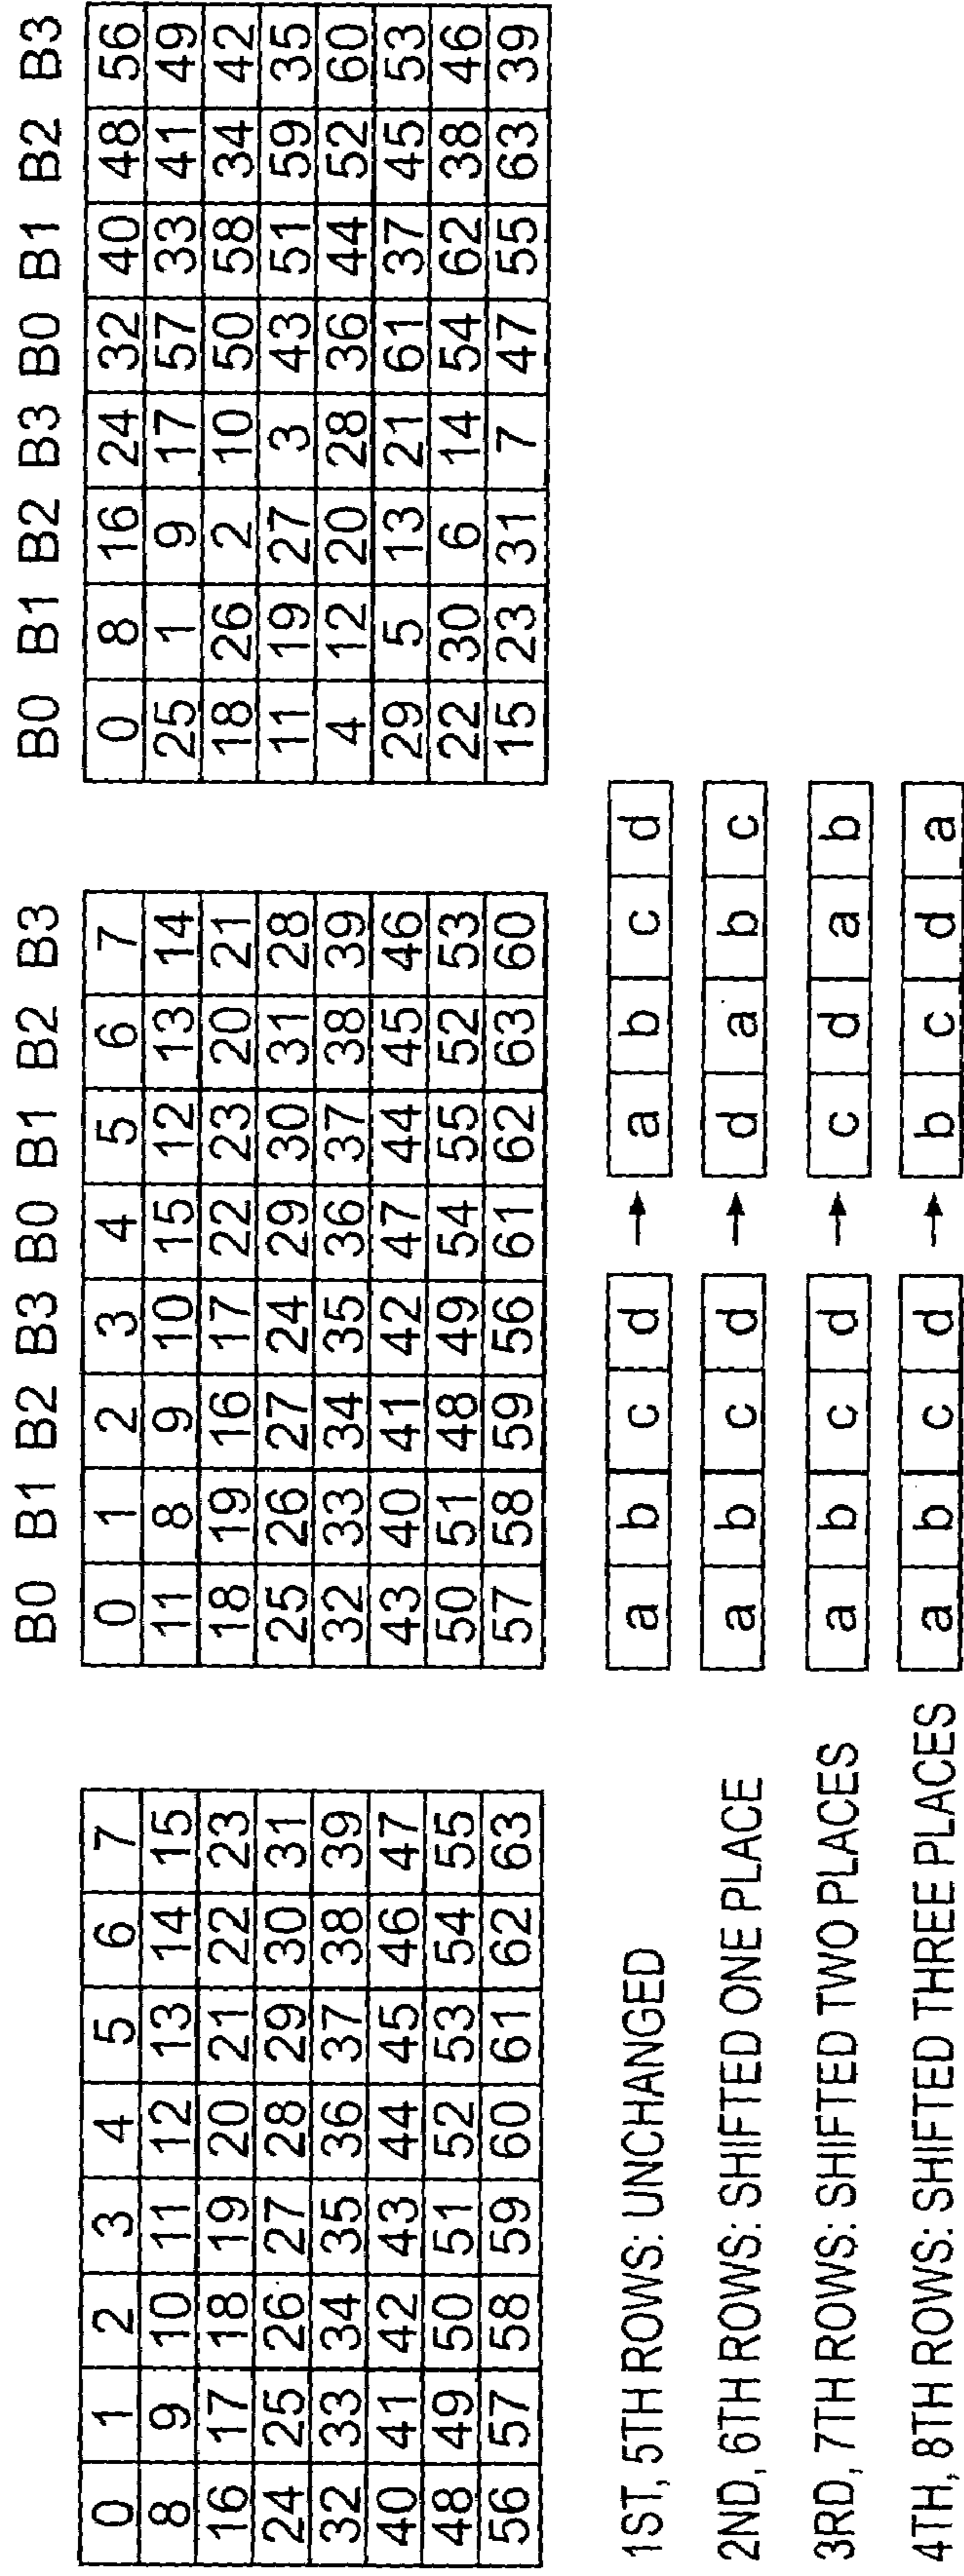 0 1 2 3 4 5 6 7
8 9 10 11 12 13 14 15
16 17 18 19 20 21 22 23
24 25 26 27 28 29 30 31
32 33 34 35 36 37 38 39
40 41 42 43 44 45 46 47
48 49 50 51 52 53 54 55
56 57 58 59 60 61 62 63
B0 B1 B2 B3 B0 B1 B2 B3
0 1 2 3 4 5 6 7
11 8 9 10 15 12 13 14
18 19 16 17 22 23 20 21
25 26 27 24 29 30 31 28
32 33 34 35 36 37 38 39
43 40 41 42 47 44 45 46
50 51 48 49 54 55 52 53
57 58 59 56 61 62 63 60
B0 B1 B2 B3 B0 B1 B2 B3
0 8 16 24 32 40 48 56
25 1 9 17 57 33 41 49
18 26 2 10 50 58 34 42
11 19 27 3 43 51 59 35
4 12 20 28 36 44 52 60
29 5 13 21 61 37 45 53
22 30 6 14 54 62 38 46
15 23 31 7 47 55 63 39
1ST, 5TH ROWS: UNCHANGED a b c d → a b c d
2ND, 6TH ROWS: SHIFTED ONE PLACE a b c d → d a b c
3RD, 7TH ROWS: SHIFTED TWO PLACES a b c d → c d a b
4TH, 8TH ROWS: SHIFTED THREE PLACES a b c d → b c d a